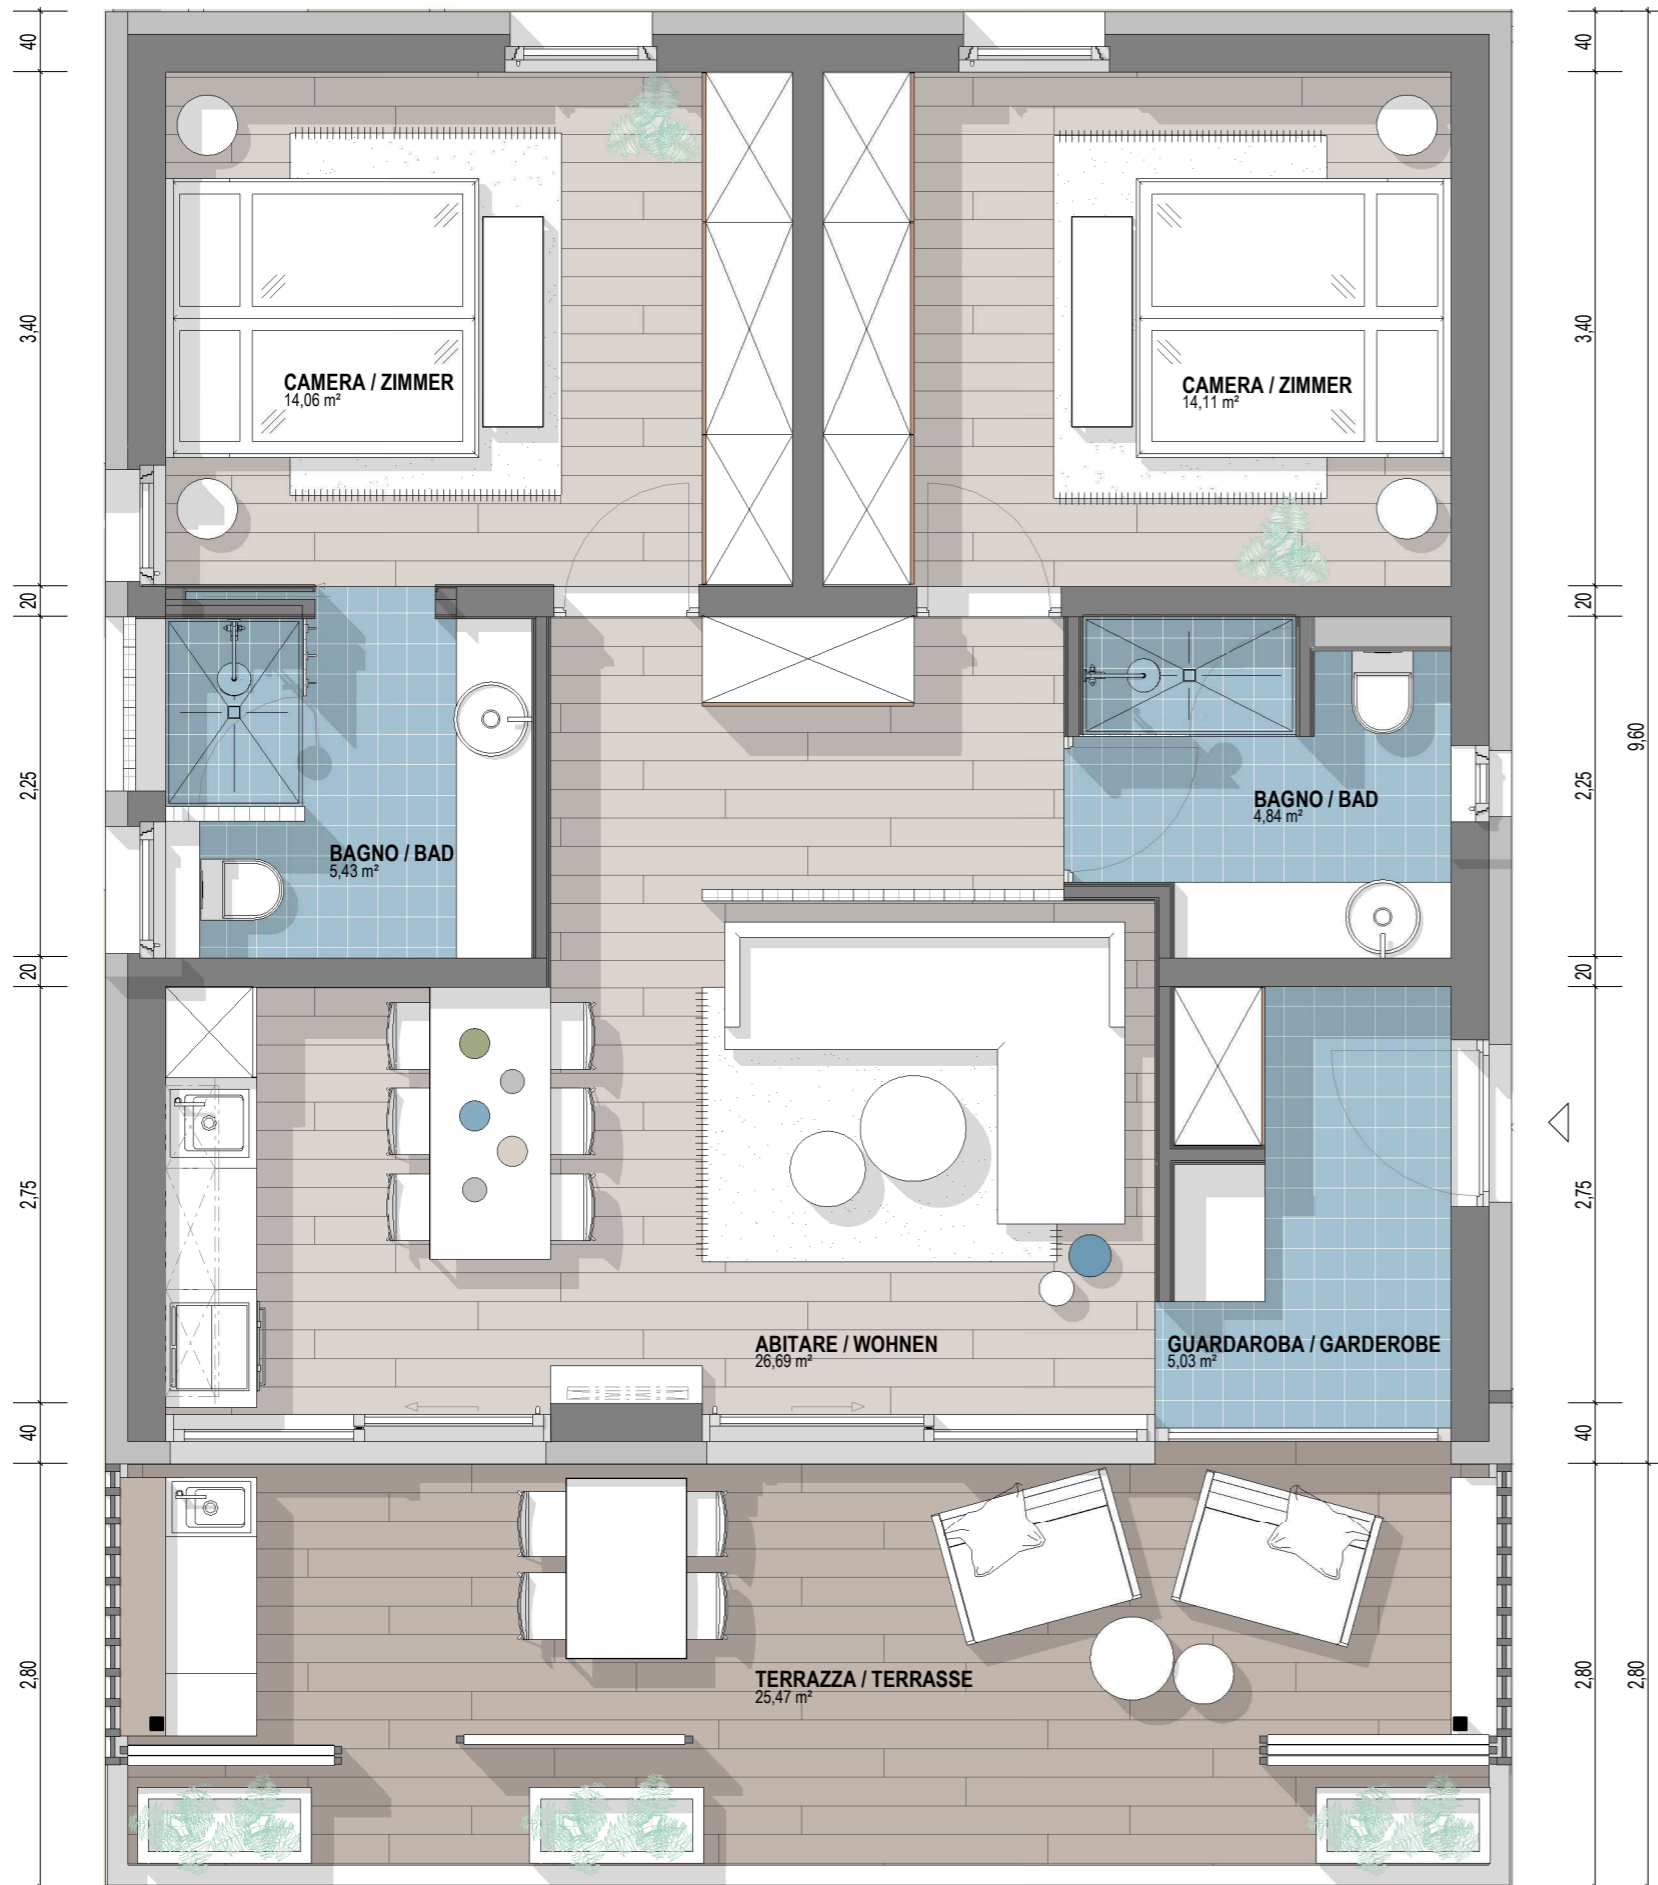 40
40
3,40
3,40
CAMERA / ZIMMER
14,06 m²
CAMERA / ZIMMER
14,11 m²
20
20
2,25
2,25
9,60
BAGNO / BAD
5,43 m²
BAGNO / BAD
4,84 m²
20
20
2,75
2,75
ABITARE / WOHNEN
26,69 m²
GUARDAROBA / GARDEROBE
5,03 m²
40
40
2,80
2,80
2,80
TERRAZZA / TERRASSE
25,47 m²